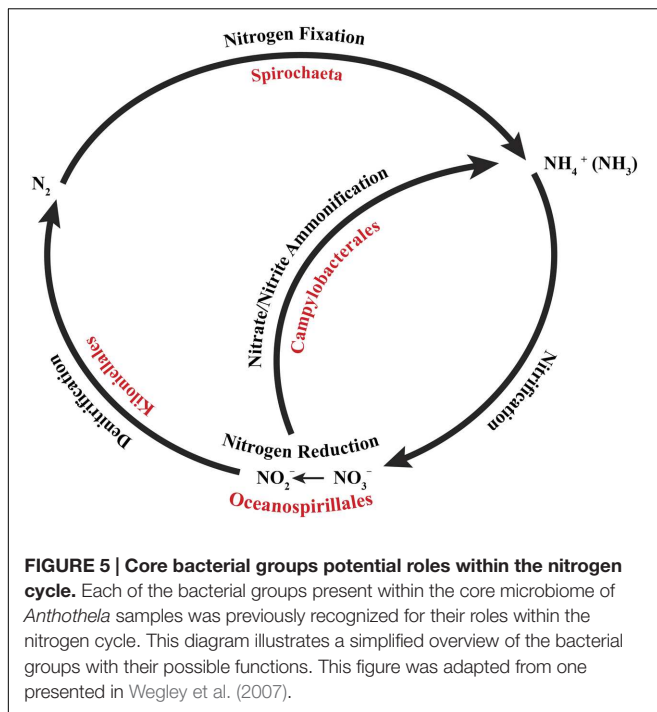 Nitrogen Fixation
Spirochaeta
N₂
NH₄⁺ (NH₃)
Nitrate/Nitrite Ammonification
Campylobacterales
Kiloniellales
Denitrification
Nitrification
Nitrogen Reduction
NO₂⁻ ← NO₃⁻
Oceanospirillales
FIGURE 5 | Core bacterial groups potential roles within the nitrogen
cycle. Each of the bacterial groups present within the core microbiome of
Anthothela samples was previously recognized for their roles within the
nitrogen cycle. This diagram illustrates a simplified overview of the bacterial
groups with their possible functions. This figure was adapted from one
presented in Wegley et al. (2007).